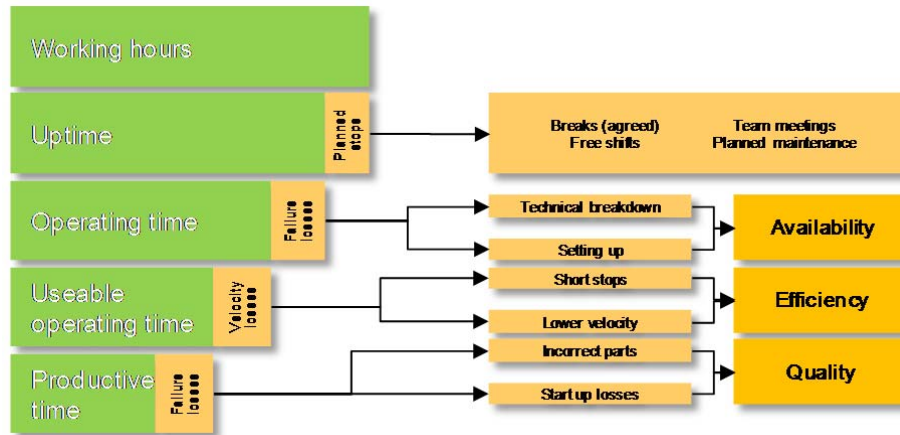 Working hours
Uptime
Planned
stops
Breaks (agreed)
Team meetings
Free shifts
Planned maintenance
Operating time
Failure
losses
Technical breakdown
Setting up
Availability
Useable
operating time
Velocity
losses
Short stops
Lower velocity
Efficiency
Productive
time
Failure
losses
Incorrect parts
Start up losses
Quality